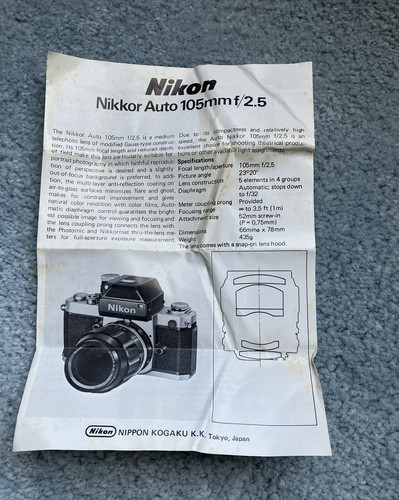 Nikon
Nikkor Auto 105mm f/2.5
The Nikkor Auto 105mm f/2.5 is a medium
telephoto lens of modified Gauss-type construc-
tion. Its 105mm focal length and reduced depth
of field make this lens particularly suitable for
portrait photography in which faithful reproduc-
tion of perspective is desired and a slightly
out-of-focus background is preferred. In addi-
tion, the multi-layer anti-reflection coating on
air-to-glass surfaces minimizes flare and ghost,
makes for contrast improvement and gives
natural color rendition with color films. Auto-
matic diaphragm control guarantees the bright-
est possible image for viewing and focusing and
the lens coupling prong connects the lens with
the Photomic and Nikkormat thru-the-lens me-
ters for full-aperture exposure measurement.
Due to its compactness and relatively high
speed, the Auto Nikkor 105mm f/2.5 is an
excellent choice for shooting theatrical produc-
tions or other available light assignments.
Specifications
Focal length/aperture 105mm f/2.5
Picture angle 23°20'
Lens construction 5 elements in 4 groups
Diaphragm Automatic; stops down
to f/32
Meter coupling prong Provided
Focusing range ∞ to 3.5 ft (1m)
Attachment size 52mm screw-in
(P = 0.75mm)
Dimensions 66mm x 78mm
Weight 435g
The lens comes with a snap-on lens hood.
Nikon
Nikon NIPPON KOGAKU K.K. Tokyo, Japan